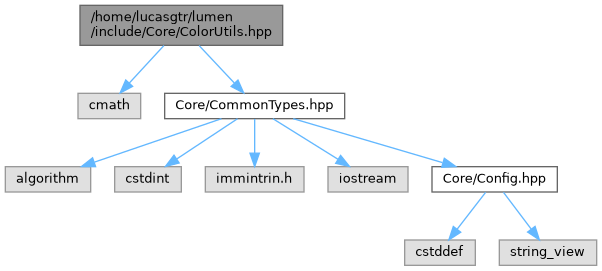 /home/lucasgtr/lumen
/include/Core/ColorUtils.hpp
cmath
Core/CommonTypes.hpp
algorithm
cstdint
immintrin.h
iostream
Core/Config.hpp
cstddef
string_view